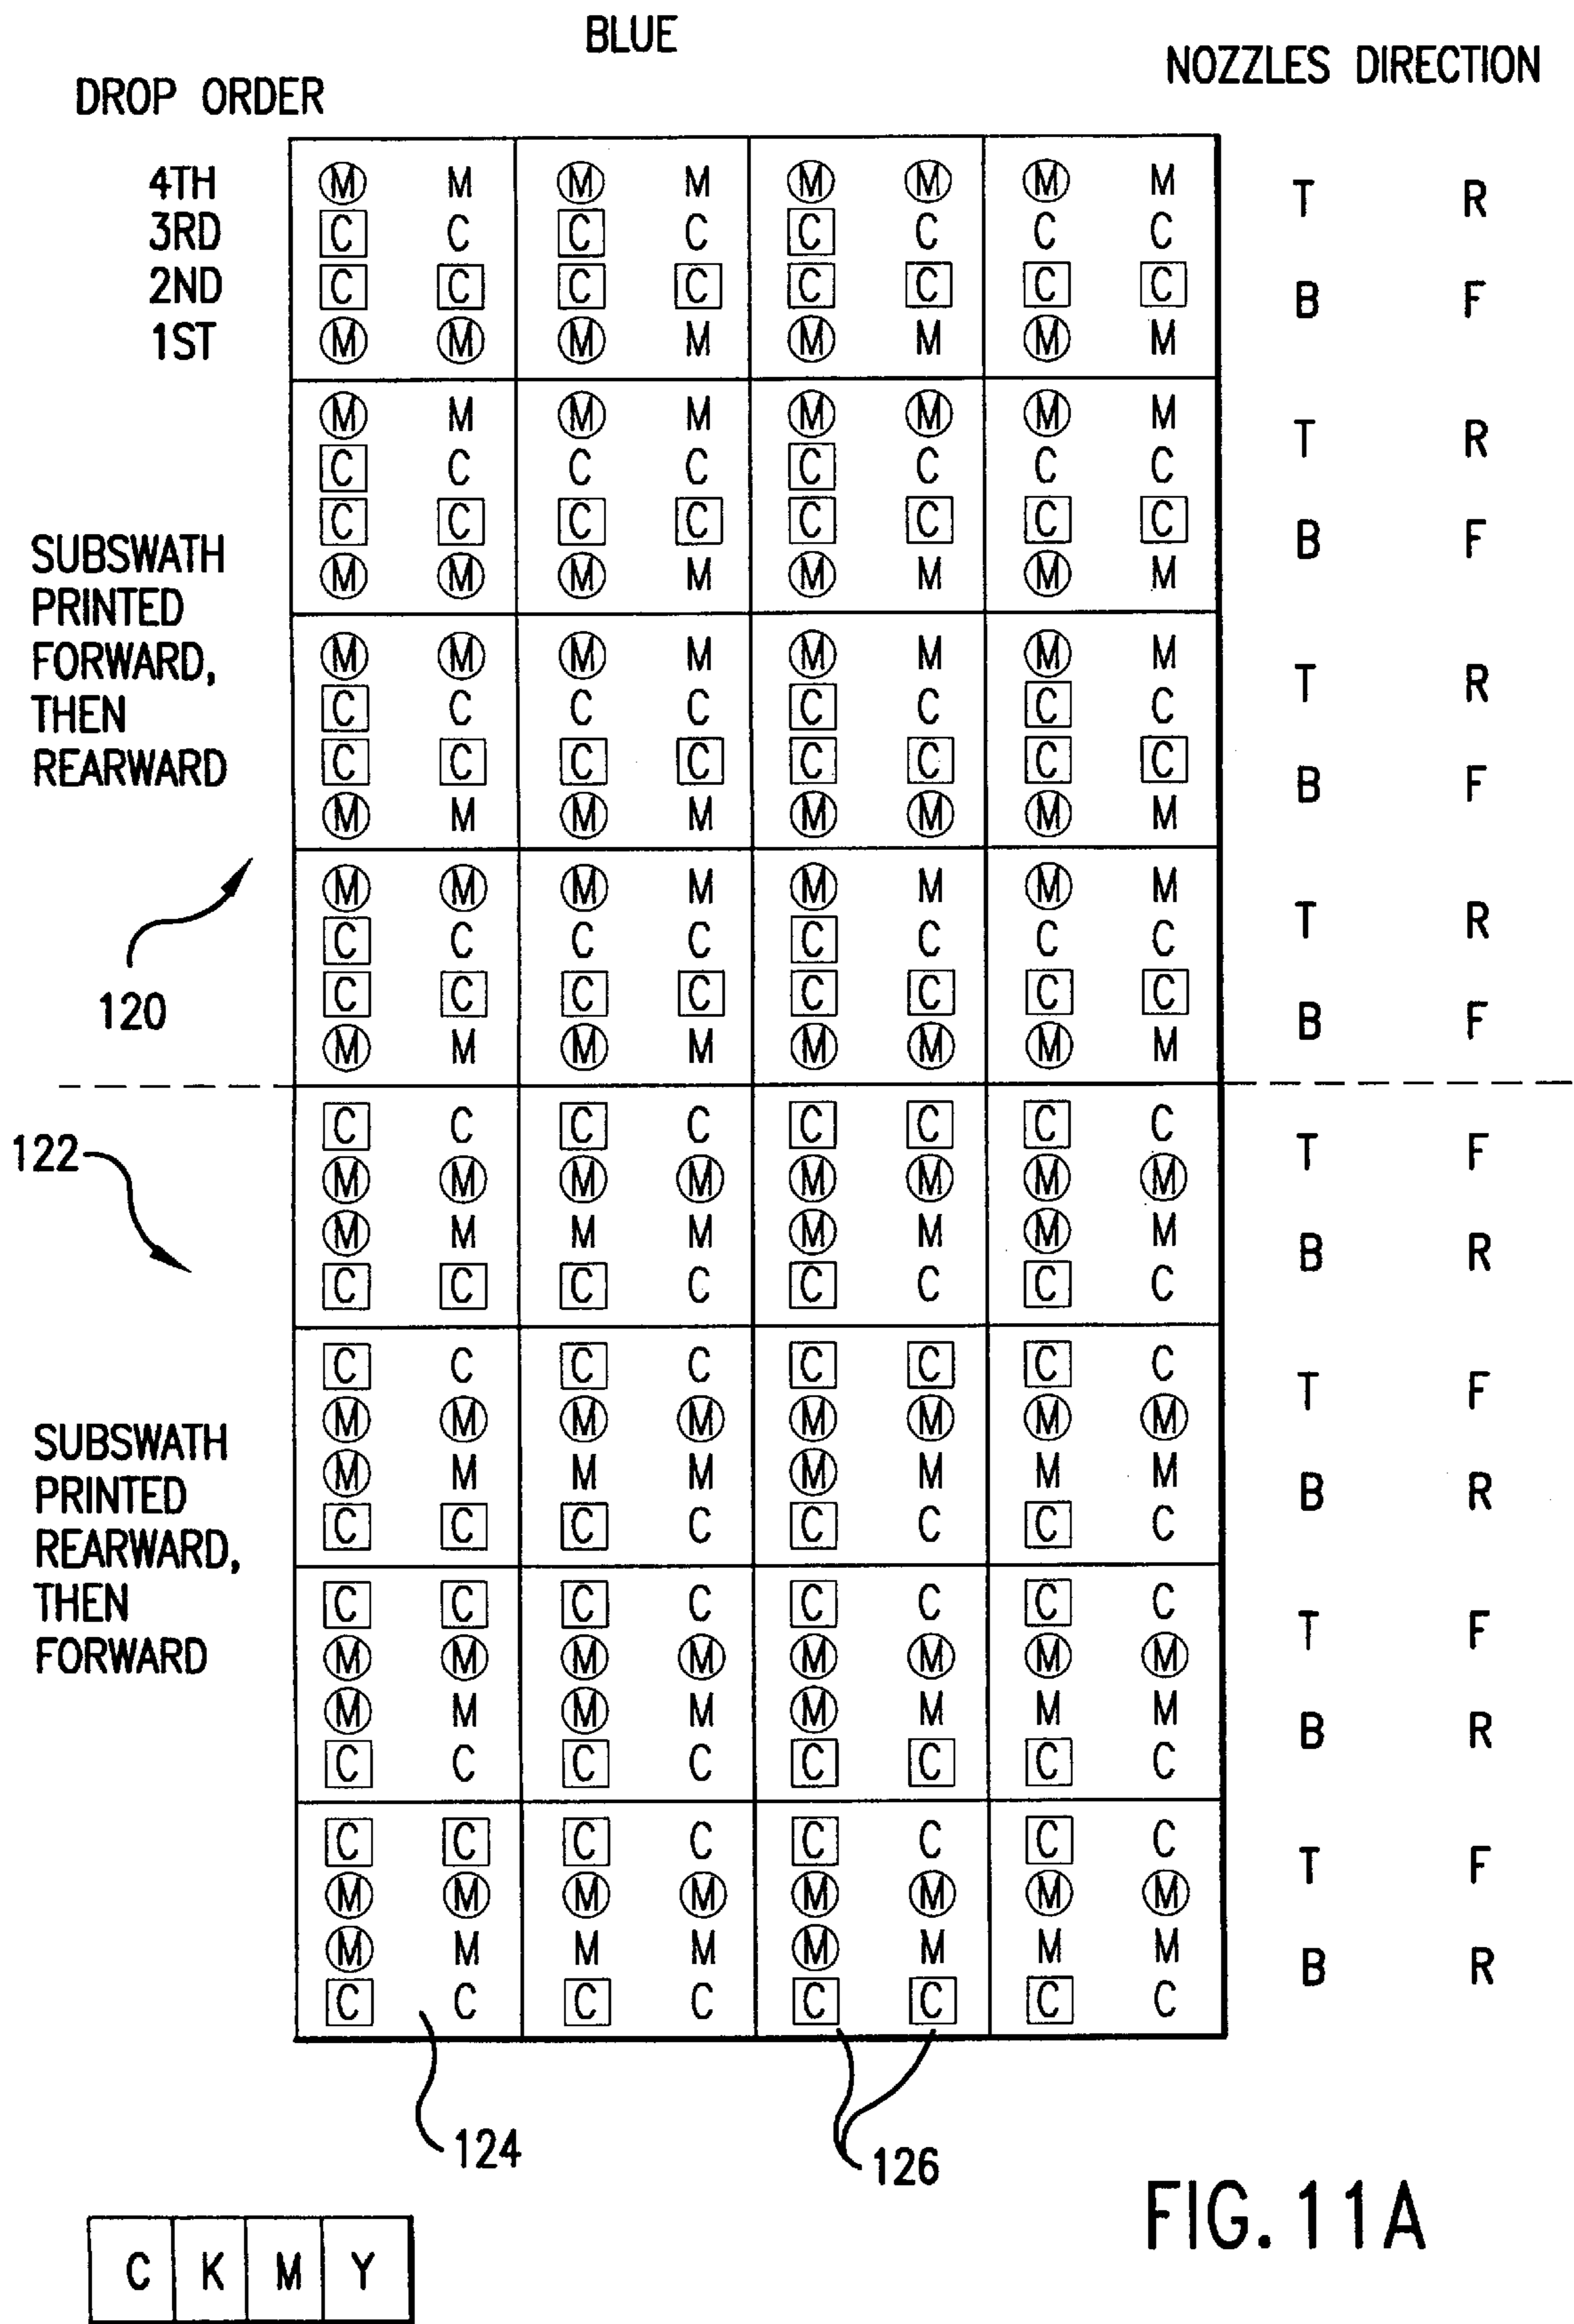 BLUE
NOZZLES DIRECTION
DROP ORDER
4TH M M M M M M M M
3RD C C C C C C C C
T R
2ND C C C C C C C C
1ST M M M M M M M M
B F
M M M M M M M M
C C C C C C C C
T R
C C C C C C C C
M M M M M M M M
B F
SUBSWATH
PRINTED
FORWARD,
THEN
REARWARD
M M M M M M M M
C C C C C C C C
T R
C C C C C C C C
M M M M M M M M
B F
M M M M M M M M
C C C C C C C C
T R
C C C C C C C C
M M M M M M M M
B F
120
122
C C C C C C C C
M M M M M M M M
T F
M M M M M M M M
C C C C C C C C
B R
C C C C C C C C
M M M M M M M M
T F
M M M M M M M M
C C C C C C C C
B R
SUBSWATH
PRINTED
REARWARD,
THEN
FORWARD
C C C C C C C C
M M M M M M M M
T F
M M M M M M M M
C C C C C C C C
B R
C C C C C C C C
M M M M M M M M
T F
M M M M M M M M
C C C C C C C C
B R
124
126
FIG. 11A
C K M Y